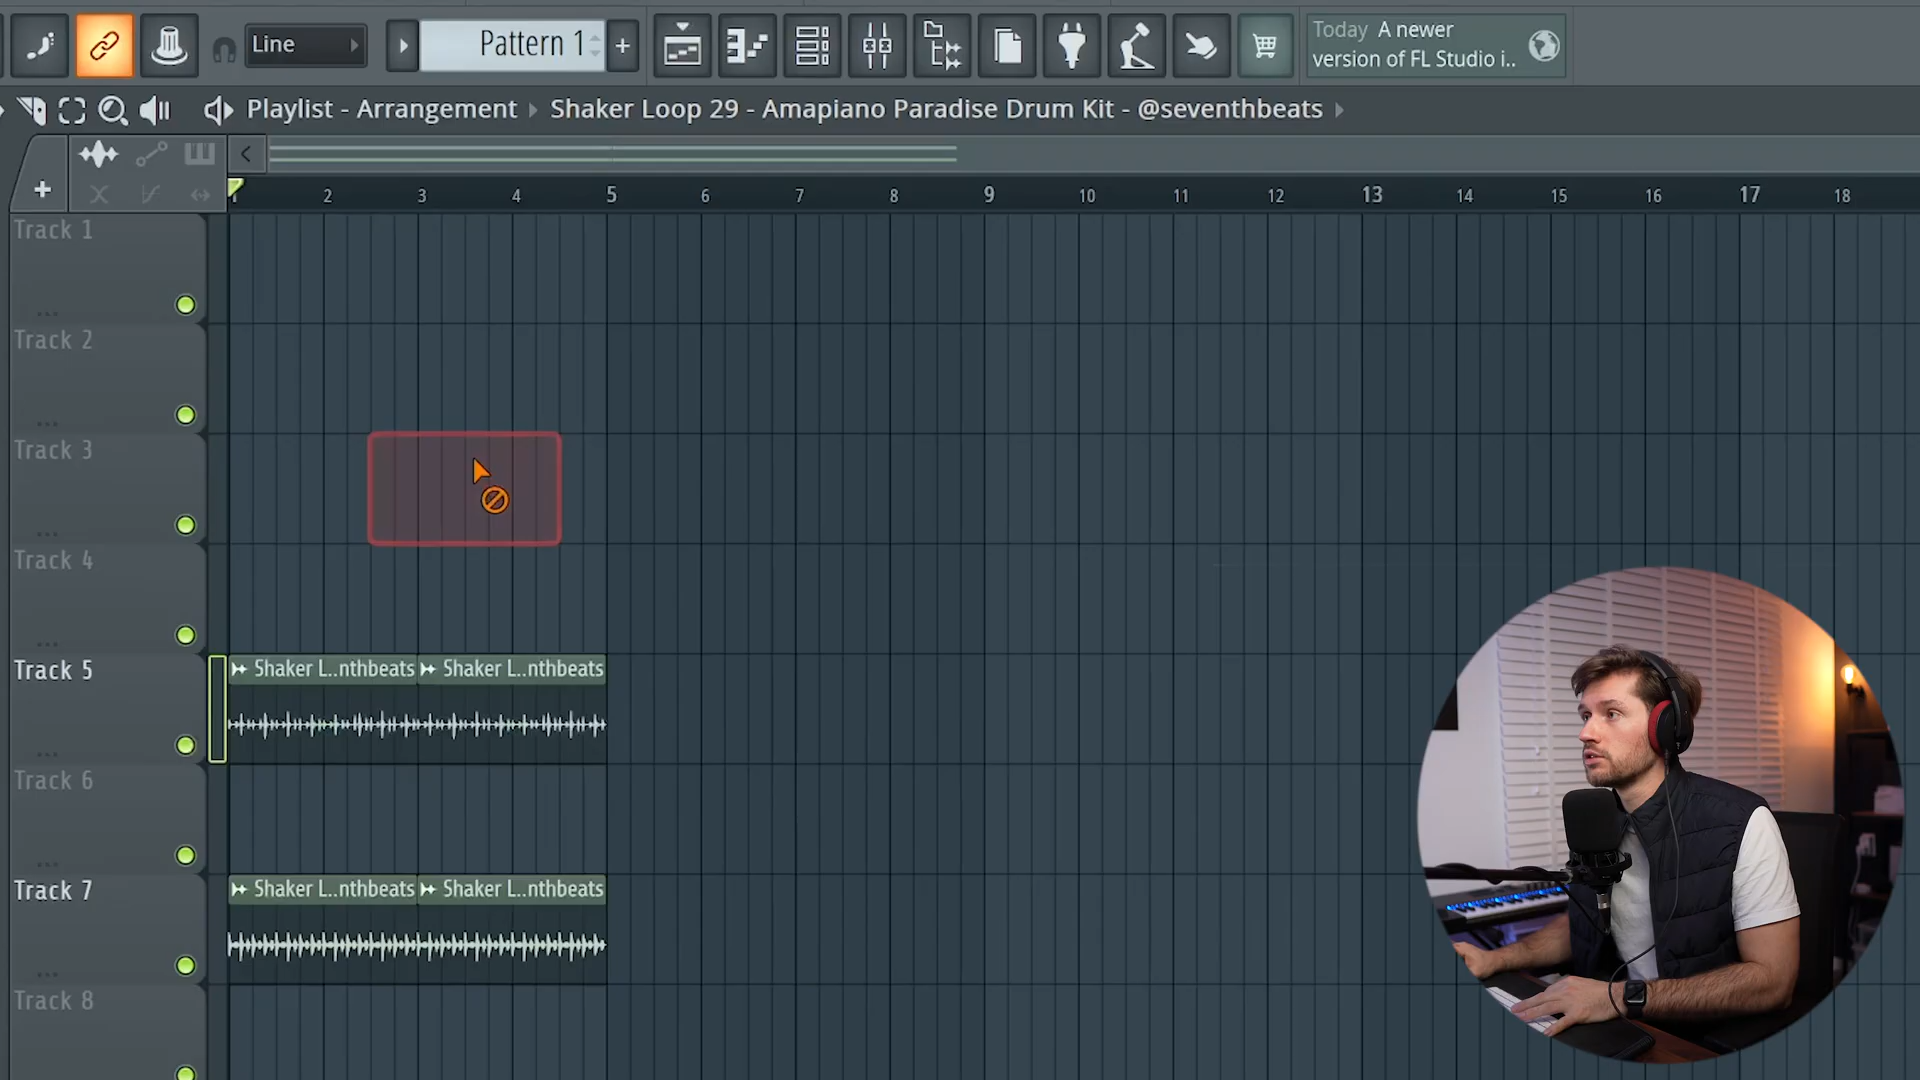 Line
Pattern 1
+
Today A newer
version of FL Studio i..
Playlist - Arrangement
Shaker Loop 29 - Amapiano Paradise Drum Kit - @seventhbeats
+
1 2 3 4 5 6 7 8 9 10 11 12 13 14 15 16 17 18
Track 1
...
Track 2
...
Track 3
...
Track 4
...
Track 5
Shaker L..nthbeats
Shaker L..nthbeats
...
Track 6
...
Track 7
Shaker L..nthbeats
Shaker L..nthbeats
...
Track 8